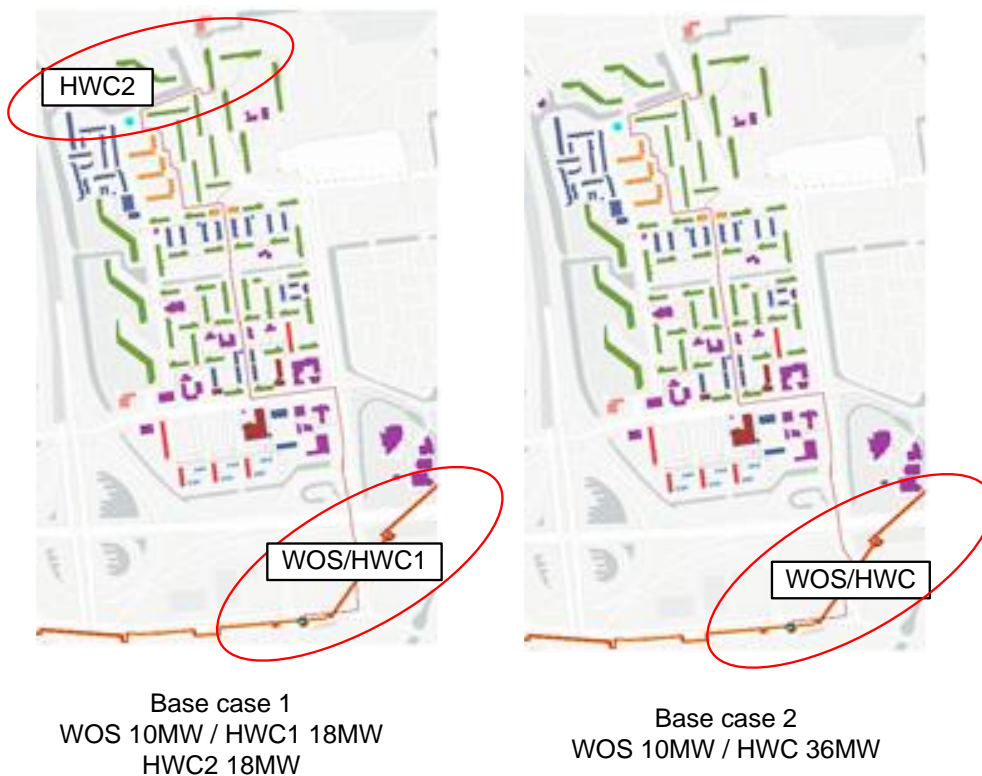 HWC2
WOS/HWC1
WOS/HWC
Base case 1
WOS 10MW / HWC1 18MW
HWC2 18MW
Base case 2
WOS 10MW / HWC 36MW